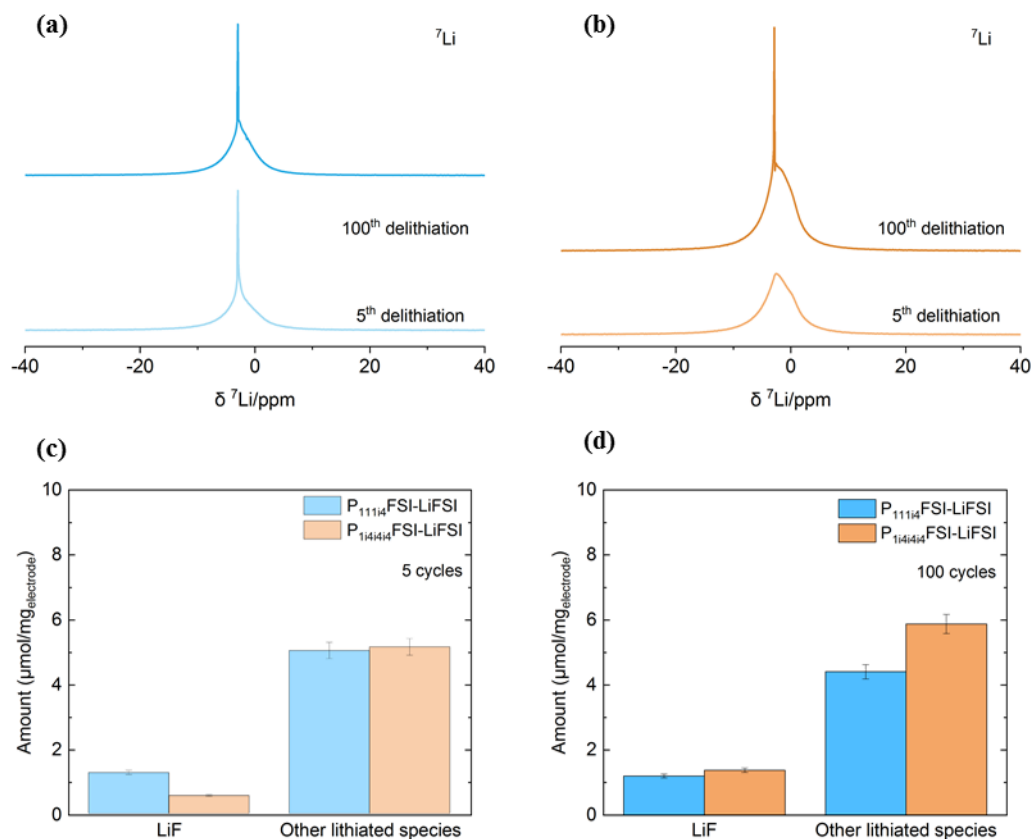 (a)
⁷Li
100ᵗʰ delithiation
5ᵗʰ delithiation
-40 -20 0 20 40
δ ⁷Li/ppm
(b)
⁷Li
100ᵗʰ delithiation
5ᵗʰ delithiation
-40 -20 0 20 40
δ ⁷Li/ppm
(c)
10
8
6
4
2
0
Amount (μmol/mgelectrode)
P111i4FSI-LiFSI
P1i4i4i4FSI-LiFSI
5 cycles
LiF Other lithiated species
(d)
10
8
6
4
2
0
Amount (μmol/mgelectrode)
P111i4FSI-LiFSI
P1i4i4i4FSI-LiFSI
100 cycles
LiF Other lithiated species